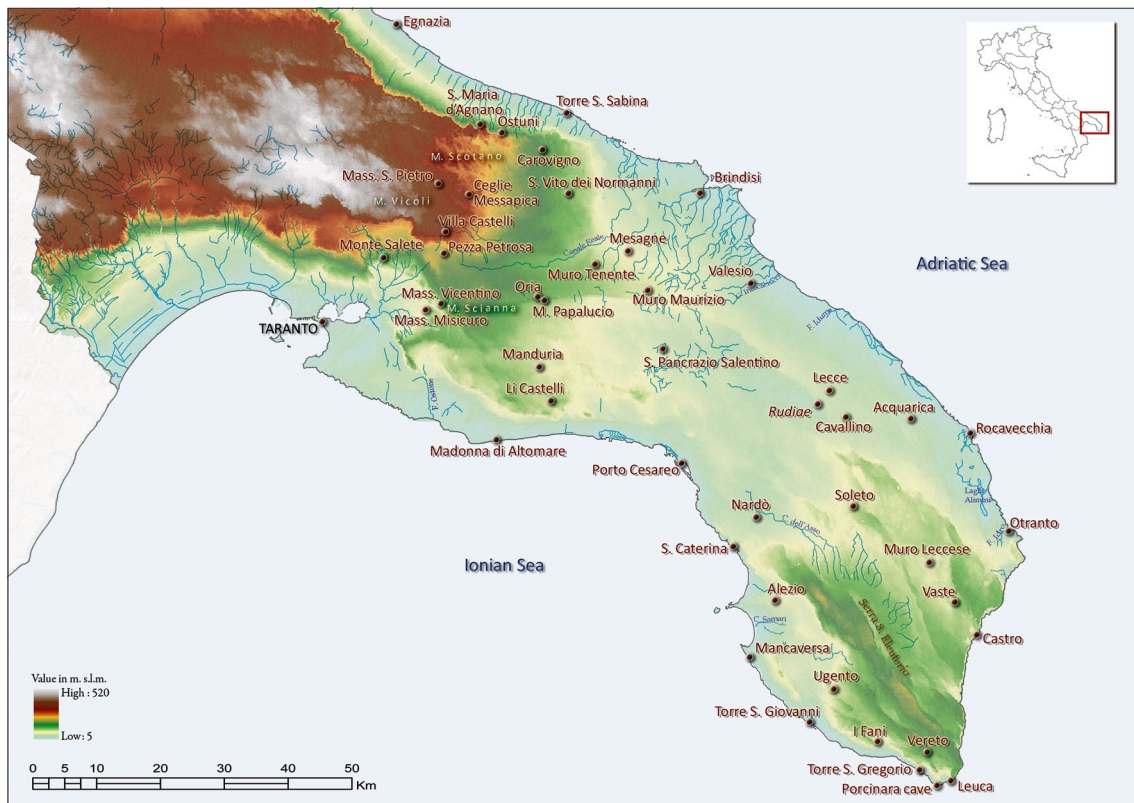 Egnazia
S. Maria
d'Agnano
Torre S. Sabina
Ostuni
M. Scotano
Carovigno
Mass. S. Pietro
Ceglie
Messapica
S. Vito dei Normanni
Brindisi
M. Vicoli
Villa Castelli
Monte Salete
Pezza Petrosa
Canale Reale
Mesagne
Adriatic Sea
Muro Tenente
Valesio
Mass. Vicentino
Oria
Muro Maurizio
M. Scianna
M. Papalucio
Mass. Misicuro
TARANTO
F. Idume
Manduria
S. Pancrazio Salentino
Li Castelli
Lecce
F. Ostone
Rudiae
Acquarica
Cavallino
Rocavecchia
Madonna di Altomare
Porto Cesareo
Soleto
Nardò
C. dell'Asso
Otranto
S. Caterina
Muro Leccese
Ionian Sea
Alezio
Vaste
Serra S. Eleuterio
C. Samari
Castro
Mancaversa
Ugento
Torre S. Giovanni
I Fani
Vereto
Torre S. Gregorio
Porcinara cave
Leuca
Value in m. s.l.m.
High : 520
Low: 5
0 5 10 20 30 40 50
Km